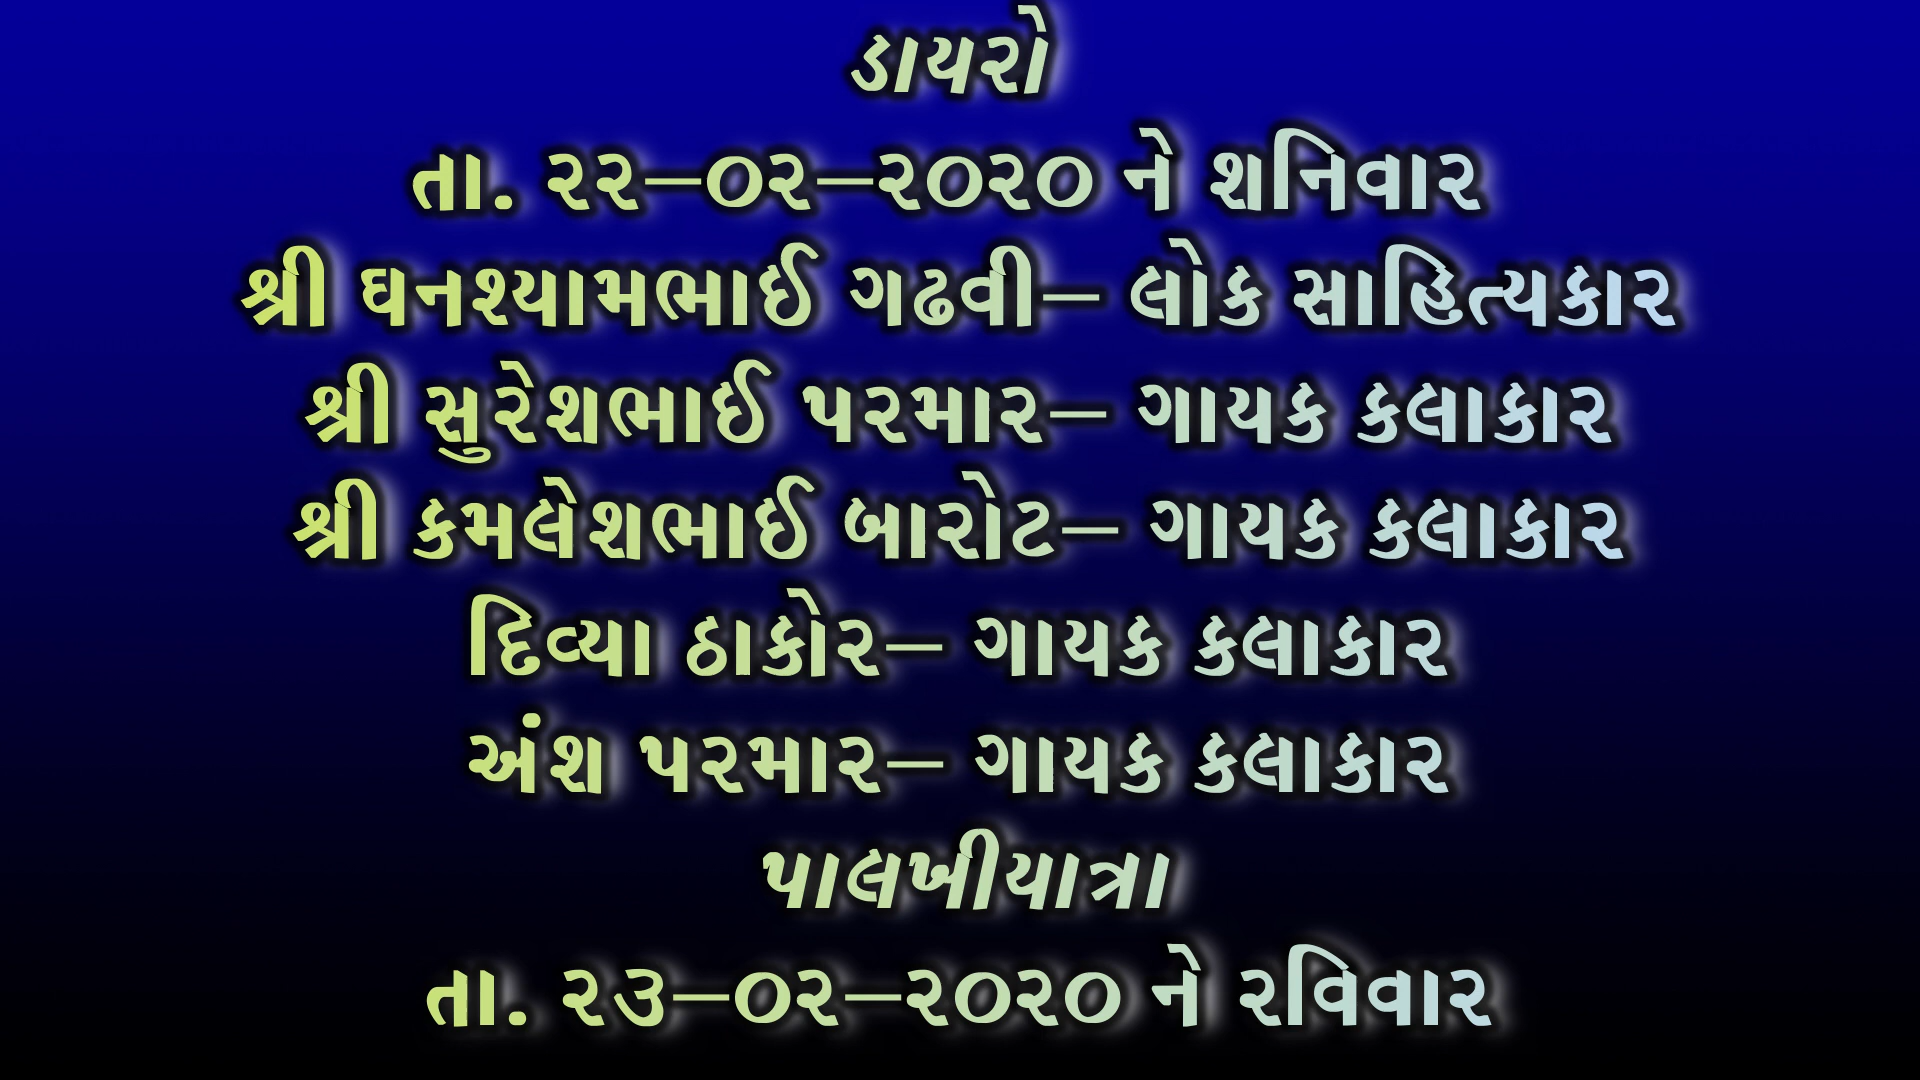 ડાયરો
તા. ૨૨–૦૨–૨૦૨૦ ને શનિવાર
શ્રી ઘનશ્યામભાઈ ગઢવી– લોક સાહિત્યકાર
શ્રી સુરેશભાઈ પરમાર– ગાયક કલાકાર
શ્રી કમલેશભાઈ બારોટ– ગાયક કલાકાર
દિવ્યા ઠાકોર– ગાયક કલાકાર
અંશ પરમાર– ગાયક કલાકાર
પાલખીયાત્રા
તા. ૨૩–૦૨–૨૦૨૦ ને રવિવાર